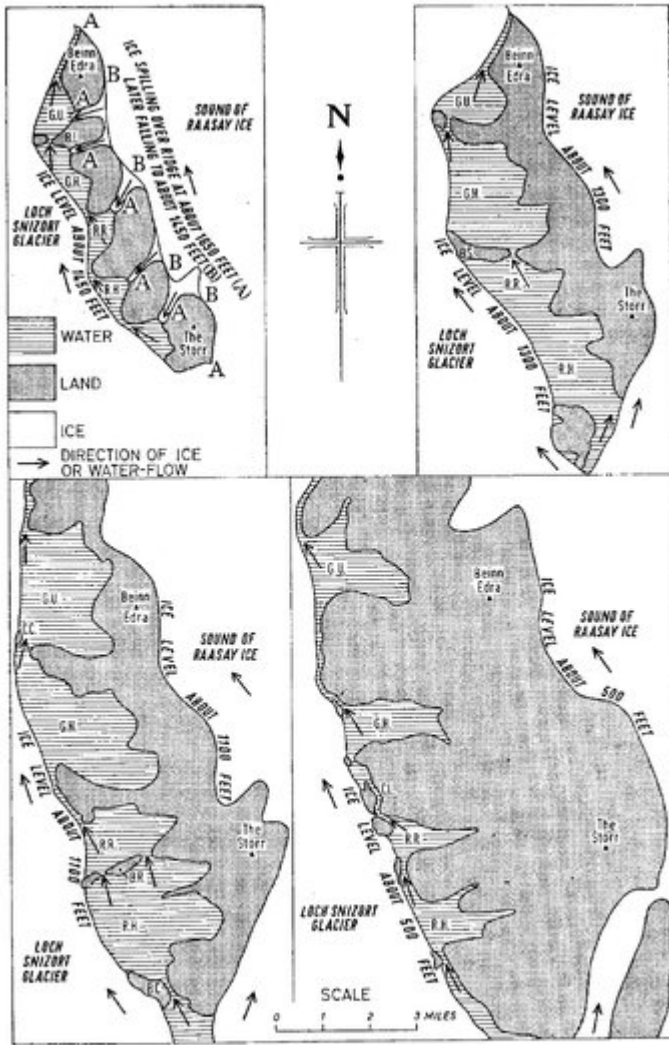 A
Beinn
Edra
B
A
G.U.
B.L.
A
B
G.H.
R.R.
A
B
R.H.
A
B
A
The
Storr
A
ICE SPILLING OVER RIDGE AT ABOUT 1650 FEET (A)
LATER FALLING TO ABOUT 1450 FEET (B)
SOUND OF
RAASAY ICE
LOCH
SNIZORT
GLACIER
ICE LEVEL ABOUT 1450 FEET
WATER
LAND
ICE
DIRECTION OF ICE
OR WATER-FLOW
N
Beinn
Edra
G.U.
G.H.
B.S.
R.R.
R.H.
The
Storr
ICE LEVEL ABOUT 1300 FEET
SOUND OF
RAASAY ICE
ICE LEVEL ABOUT 1300 FEET
LOCH
SNIZORT
GLACIER
G.U.
C.C.
G.H.
R.R.
B.R.
R.H.
Beinn
Edra
The
Storr
ICE LEVEL ABOUT 1100 FEET
SOUND OF
RAASAY ICE
ICE LEVEL ABOUT 1100 FEET
LOCH
SNIZORT
GLACIER
G.U.
G.H.
R.R.
R.H.
Beinn
Edra
The
Storr
ICE LEVEL ABOUT 500 FEET
SOUND OF
RAASAY ICE
ICE LEVEL ABOUT 500 FEET
LOCH SNIZORT
GLACIER
SCALE
0 1 2 3 MILES